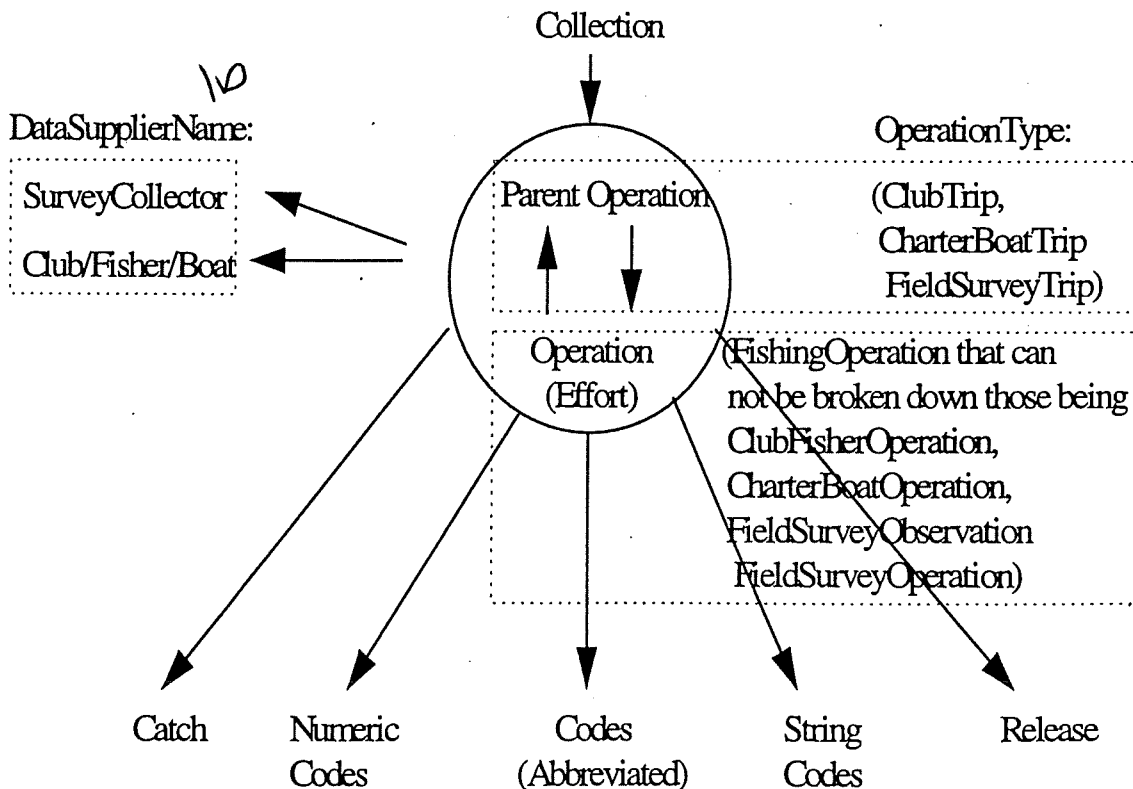 Collection
10
DataSupplierName:
OperationType:
SurveyCollector
Club/Fisher/Boat
Parent Operation
(ClubTrip,
CharterBoatTrip
FieldSurveyTrip)
Operation
(Effort)
(FishingOperation that can
not be broken down those being
ClubFisherOperation,
CharterBoatOperation,
FieldSurveyObservation
FieldSurveyOperation)
Catch
Numeric
Codes
Codes
(Abbreviated)
String
Codes
Release